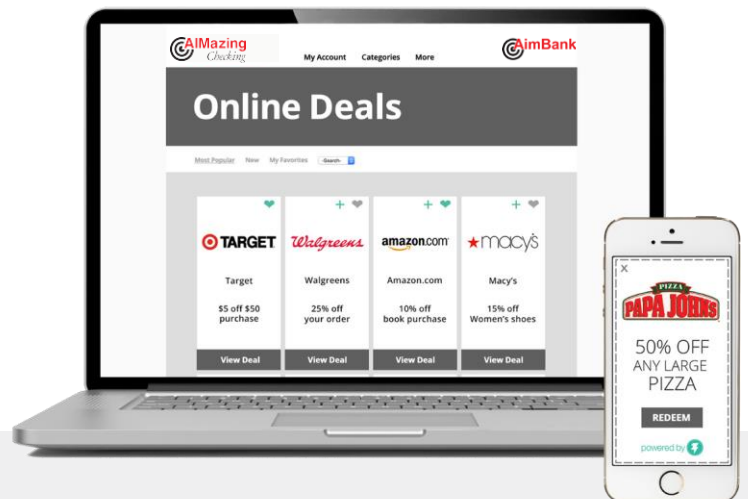 AIMazing
Checking
My Account Categories More
AimBank
Online Deals
Most Popular New My Favorites -Search-
TARGET
Walgreens
amazon.com
macy's
Target
Walgreens
Amazon.com
Macy's
$5 off $50
purchase
25% off
your order
10% off
book purchase
15% off
Women's shoes
View Deal
View Deal
View Deal
View Deal
X
PIZZA
PAPA JOHNS
50% OFF
ANY LARGE
PIZZA
REDEEM
powered by